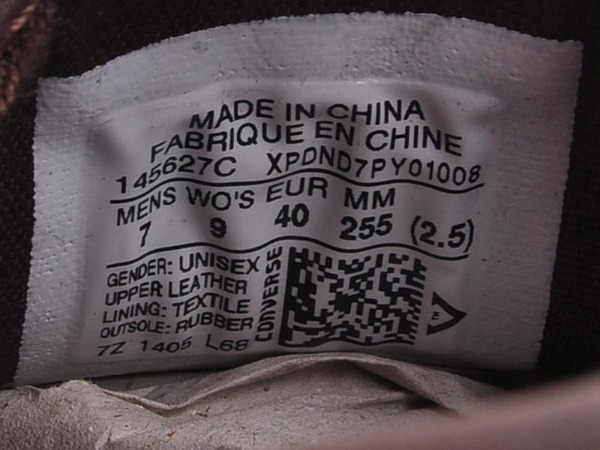 MADE IN CHINA
FABRIQUE EN CHINE
145627C XPDND7PY01008
MENS WO'S EUR MM
7 9 40 255 (2.5)
GENDER: UNISEX
UPPER: LEATHER
LINING: TEXTILE
OUTSOLE: RUBBER
7Z 1405 L68
CONVERSE
TM